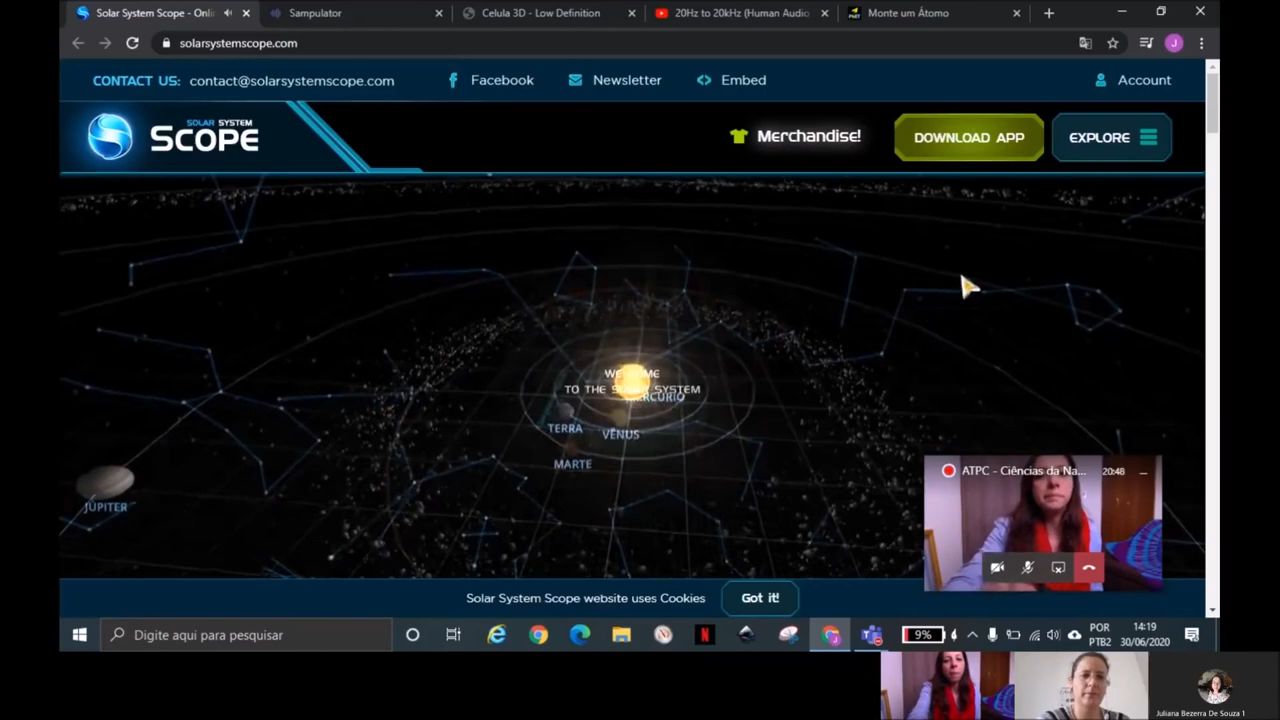 Solar System Scope - Onli
Sampulator
Celula 3D - Low Definition
20Hz to 20kHz (Human Audio
Monte um Átomo
solarsystemscope.com
J
CONTACT US: contact@solarsystemscope.com
Facebook
Newsletter
Embed
Account
SOLAR SYSTEM
SCOPE
Merchandise!
DOWNLOAD APP
EXPLORE
TO THE SYSTEM
MERCÚRIO
TERRA
VÊNUS
MARTE
JÚPITER
ATPC - Ciências da Na...
20:48
Solar System Scope website uses Cookies
Got it!
Digite aqui para pesquisar
9%
POR
PTB2
14:19
30/06/2020
Juliana Bezerra De Souza 1